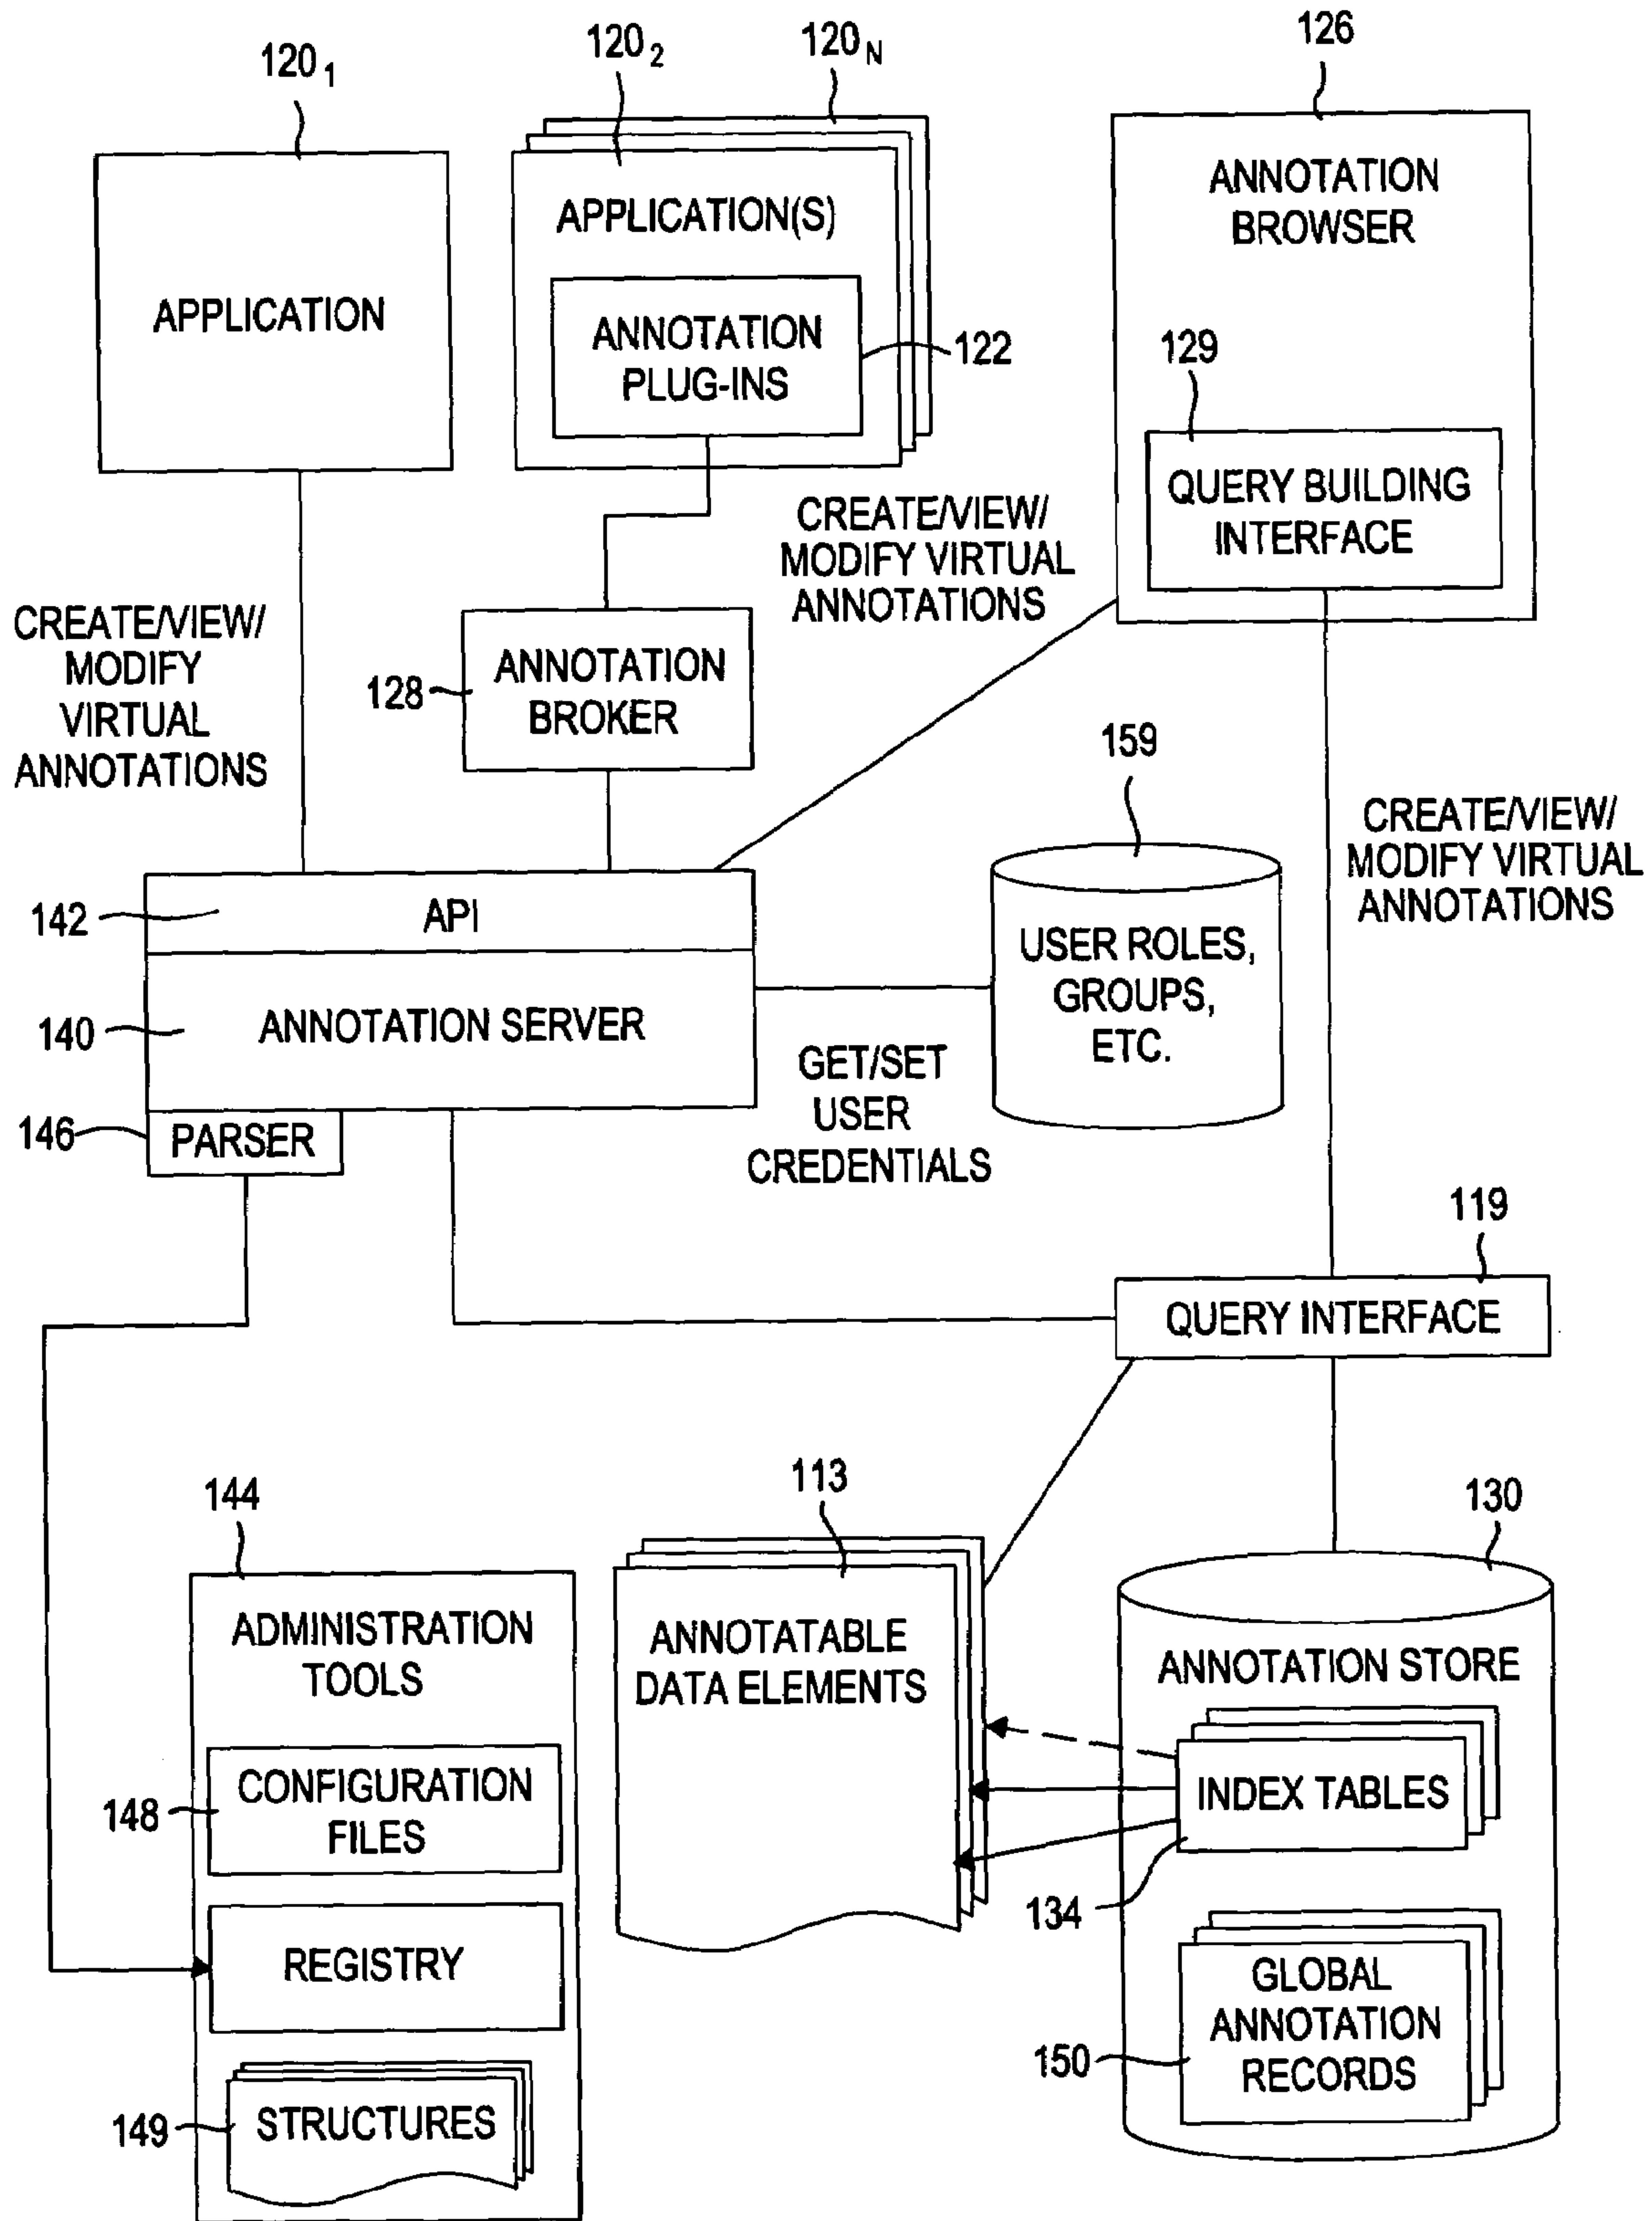 120₁
120₂
120N
126
APPLICATION
APPLICATION(S)
ANNOTATION
PLUG-INS
122
ANNOTATION
BROWSER
129
QUERY BUILDING
INTERFACE
CREATE/VIEW/
MODIFY
VIRTUAL
ANNOTATIONS
CREATE/VIEW/
MODIFY VIRTUAL
ANNOTATIONS
128
ANNOTATION
BROKER
159
CREATE/VIEW/
MODIFY VIRTUAL
ANNOTATIONS
142
API
140
ANNOTATION SERVER
USER ROLES,
GROUPS,
ETC.
GET/SET
USER
CREDENTIALS
146
PARSER
119
QUERY INTERFACE
144
113
130
ADMINISTRATION
TOOLS
148
CONFIGURATION
FILES
REGISTRY
149
STRUCTURES
ANNOTATABLE
DATA ELEMENTS
ANNOTATION STORE
INDEX TABLES
134
GLOBAL
ANNOTATION
RECORDS
150